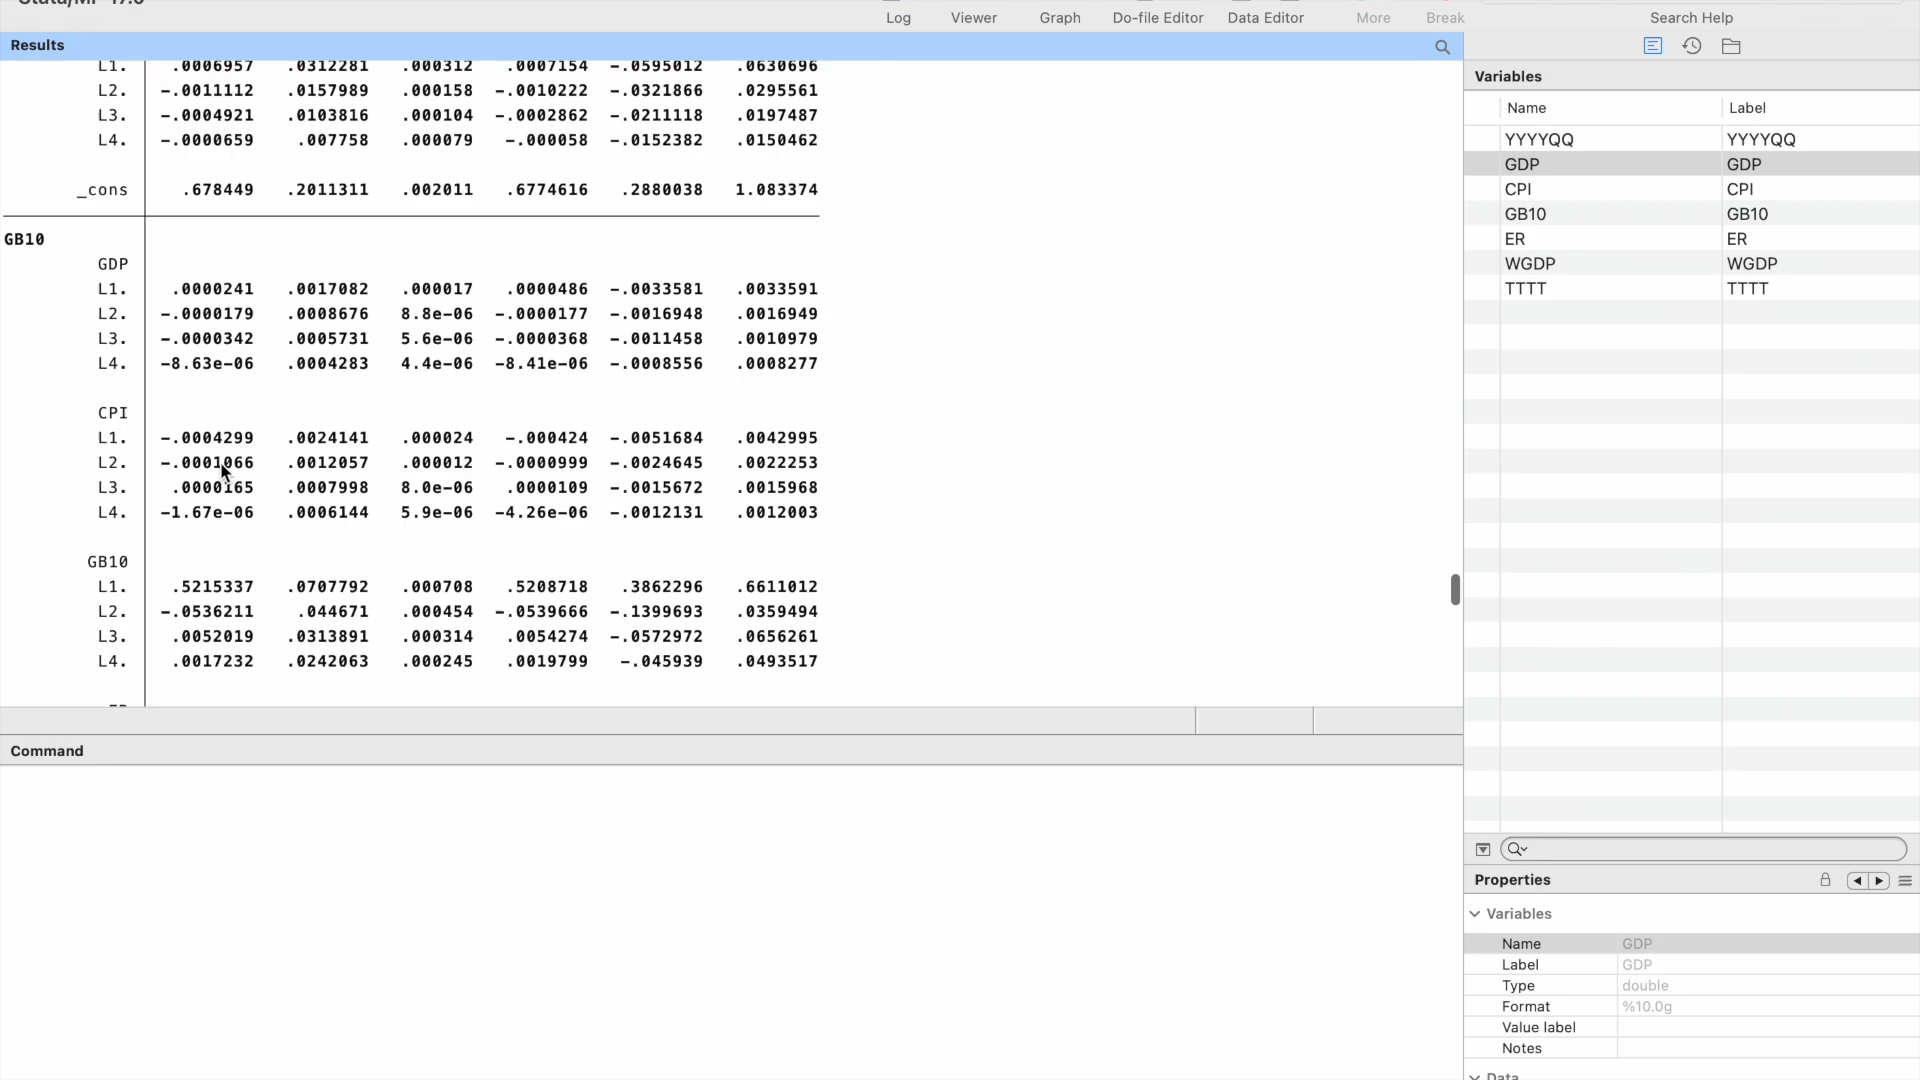 Log Viewer Graph Do-file Editor Data Editor More Break Search Help
Results
L1. .0006957 .0312281 .000312 .0007154 -.0595012 .0630696
L2. -.0011112 .0157989 .000158 -.0010222 -.0321866 .0295561
L3. -.0004921 .0103816 .000104 -.0002862 -.0211118 .0197487
L4. -.0000659 .007758 .000079 -.000058 -.0152382 .0150462
_cons .678449 .2011311 .002011 .6774616 .2880038 1.083374
GB10
GDP
L1. .0000241 .0017082 .000017 .0000486 -.0033581 .0033591
L2. -.0000179 .0008676 8.8e-06 -.0000177 -.0016948 .0016949
L3. -.0000342 .0005731 5.6e-06 -.0000368 -.0011458 .0010979
L4. -8.63e-06 .0004283 4.4e-06 -8.41e-06 -.0008556 .0008277
CPI
L1. -.0004299 .0024141 .000024 -.000424 -.0051684 .0042995
L2. -.0001066 .0012057 .000012 -.0000999 -.0024645 .0022253
L3. .0000165 .0007998 8.0e-06 .0000109 -.0015672 .0015968
L4. -1.67e-06 .0006144 5.9e-06 -4.26e-06 -.0012131 .0012003
GB10
L1. .5215337 .0707792 .000708 .5208718 .3862296 .6611012
L2. -.0536211 .044671 .000454 -.0539666 -.1399693 .0359494
L3. .0052019 .0313891 .000314 .0054274 -.0572972 .0656261
L4. .0017232 .0242063 .000245 .0019799 -.045939 .0493517
Command
Variables
Name Label
YYYYQQ YYYYQQ
GDP GDP
CPI CPI
GB10 GB10
ER ER
WGDP WGDP
TTTT TTTT
Properties
Variables
Name GDP
Label GDP
Type double
Format %10.0g
Value label
Notes
Data